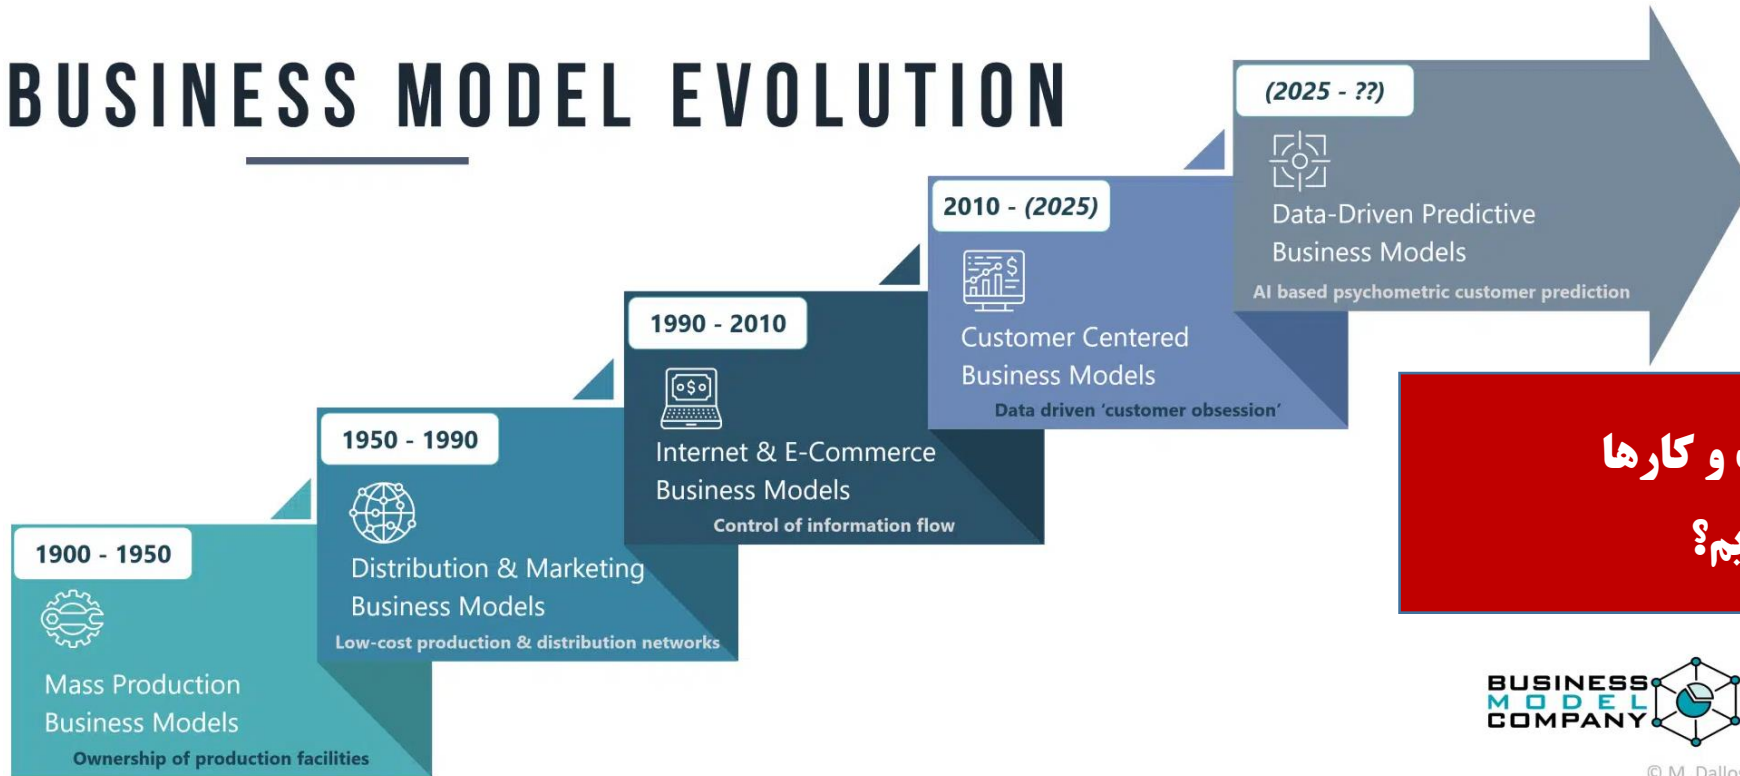 BUSINESS MODEL EVOLUTION
(2025 - ??)
Data-Driven Predictive
Business Models
AI based psychometric customer prediction
2010 - (2025)
Customer Centered
Business Models
Data driven ‘customer obsession’
1990 - 2010
Internet & E-Commerce
Business Models
Control of information flow
1950 - 1990
Distribution & Marketing
Business Models
Low-cost production & distribution networks
1900 - 1950
Mass Production
Business Models
Ownership of production facilities
و کارها
BUSINESS
MODEL
COMPANY
© M. Dallos